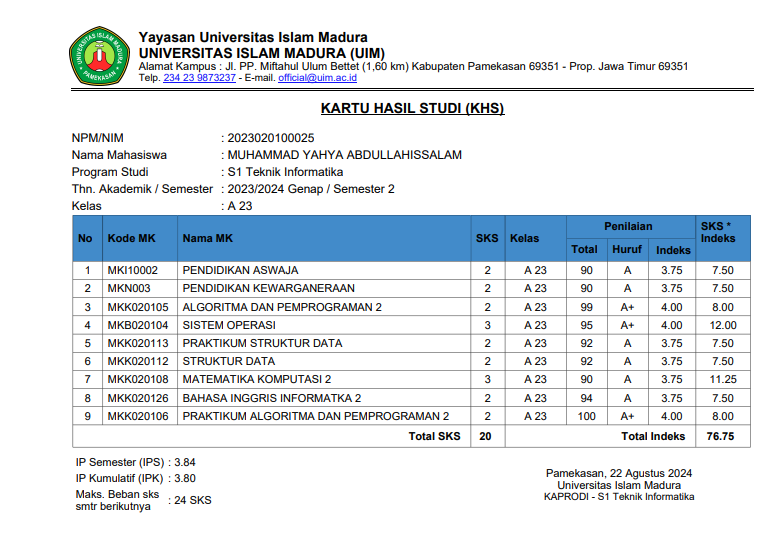 UNIVERSITAS ISLAM MADURA
PAMEKASAN
Yayasan Universitas Islam Madura
UNIVERSITAS ISLAM MADURA (UIM)
Alamat Kampus : Jl. PP. Miftahul Ulum Bettet (1,60 km) Kabupaten Pamekasan 69351 - Prop. Jawa Timur 69351
Telp. 234 23 9873237 - E-mail. official@uim.ac.id
KARTU HASIL STUDI (KHS)
NPM/NIM : 2023020100025
Nama Mahasiswa : MUHAMMAD YAHYA ABDULLAHISSALAM
Program Studi : S1 Teknik Informatika
Thn. Akademik / Semester : 2023/2024 Genap / Semester 2
Kelas : A 23
No Kode MK Nama MK SKS Kelas Penilaian SKS * Indeks
Total Huruf Indeks
1 MKI10002 PENDIDIKAN ASWAJA 2 A 23 90 A 3.75 7.50
2 MKN003 PENDIDIKAN KEWARGANERAAN 2 A 23 90 A 3.75 7.50
3 MKK020105 ALGORITMA DAN PEMPROGRAMAN 2 2 A 23 99 A+ 4.00 8.00
4 MKB020104 SISTEM OPERASI 3 A 23 95 A+ 4.00 12.00
5 MKK020113 PRAKTIKUM STRUKTUR DATA 2 A 23 92 A 3.75 7.50
6 MKK020112 STRUKTUR DATA 2 A 23 92 A 3.75 7.50
7 MKK020108 MATEMATIKA KOMPUTASI 2 3 A 23 90 A 3.75 11.25
8 MKK020126 BAHASA INGGRIS INFORMATKA 2 2 A 23 94 A 3.75 7.50
9 MKK020106 PRAKTIKUM ALGORITMA DAN PEMPROGRAMAN 2 2 A 23 100 A+ 4.00 8.00
Total SKS 20 Total Indeks 76.75
IP Semester (IPS) : 3.84
IP Kumulatif (IPK) : 3.80
Maks. Beban sks
smtr berikutnya : 24 SKS
Pamekasan, 22 Agustus 2024
Universitas Islam Madura
KAPRODI - S1 Teknik Informatika